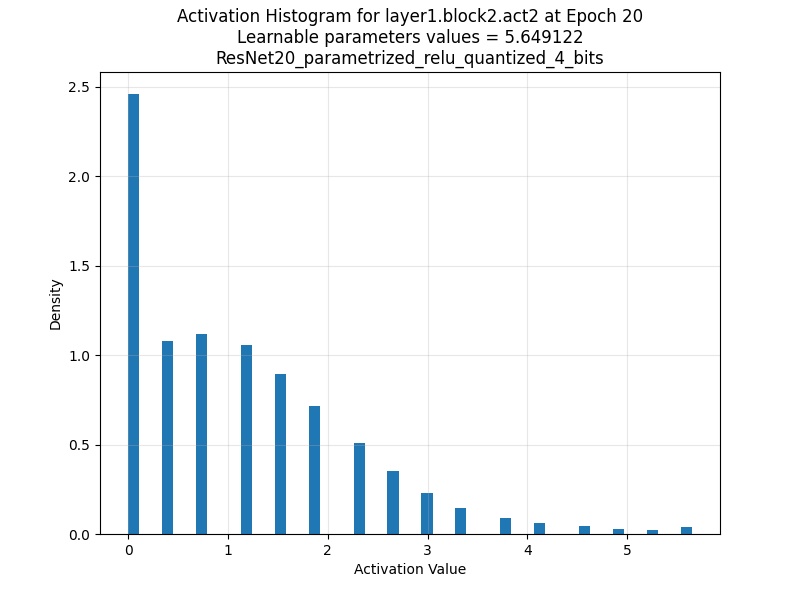 Activation Histogram for layer1.block2.act2 at Epoch 20
Learnable parameters values = 5.649122
ResNet20_parametrized_relu_quantized_4_bits
2.5
2.0
1.5
1.0
0.5
0.0
Density
0 1 2 3 4 5
Activation Value